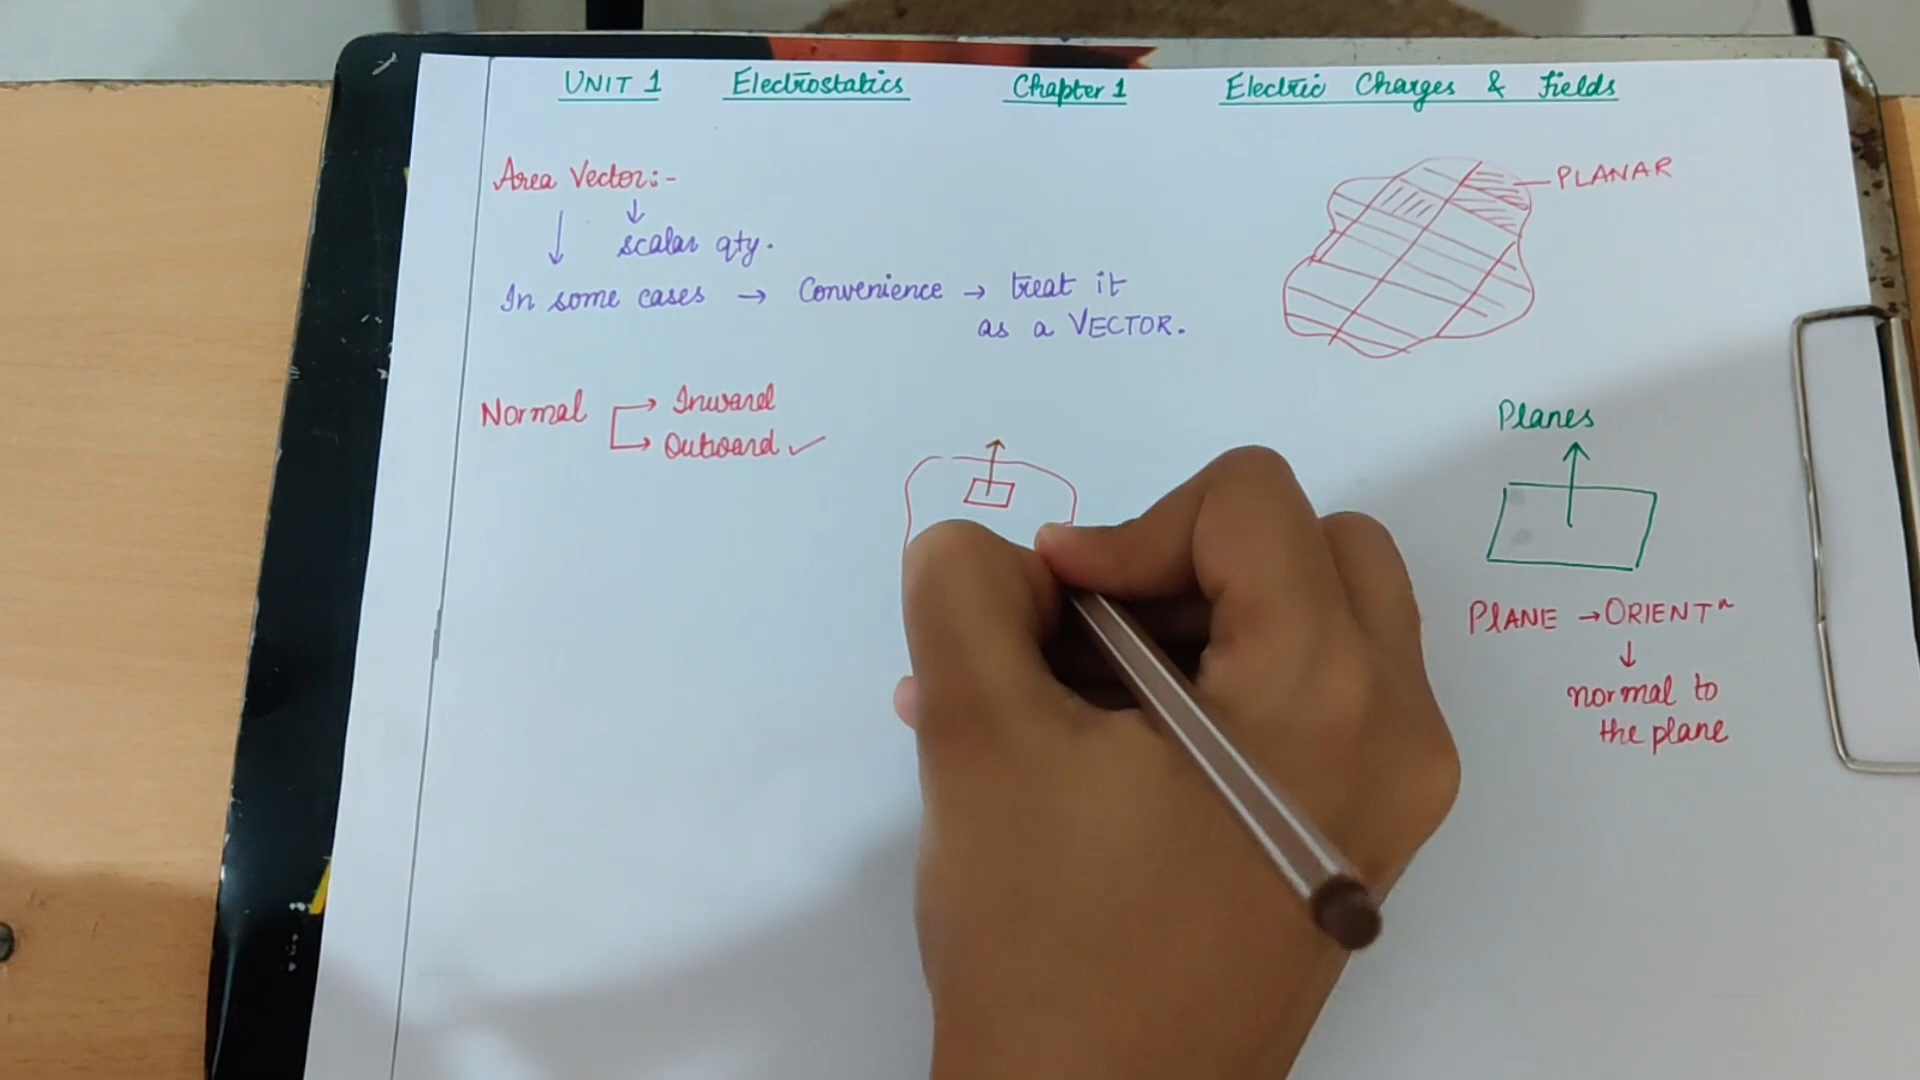 UNIT 1 Electrostatics Chapter 1 Electric Charges & Fields
Area Vector:-
scalar qty.
In some cases → Convenience → treat it
as a VECTOR.
PLANAR
Normal → Inward
→ Outward ✓
Planes
PLANE → ORIENTⁿ
↓
normal to
the plane